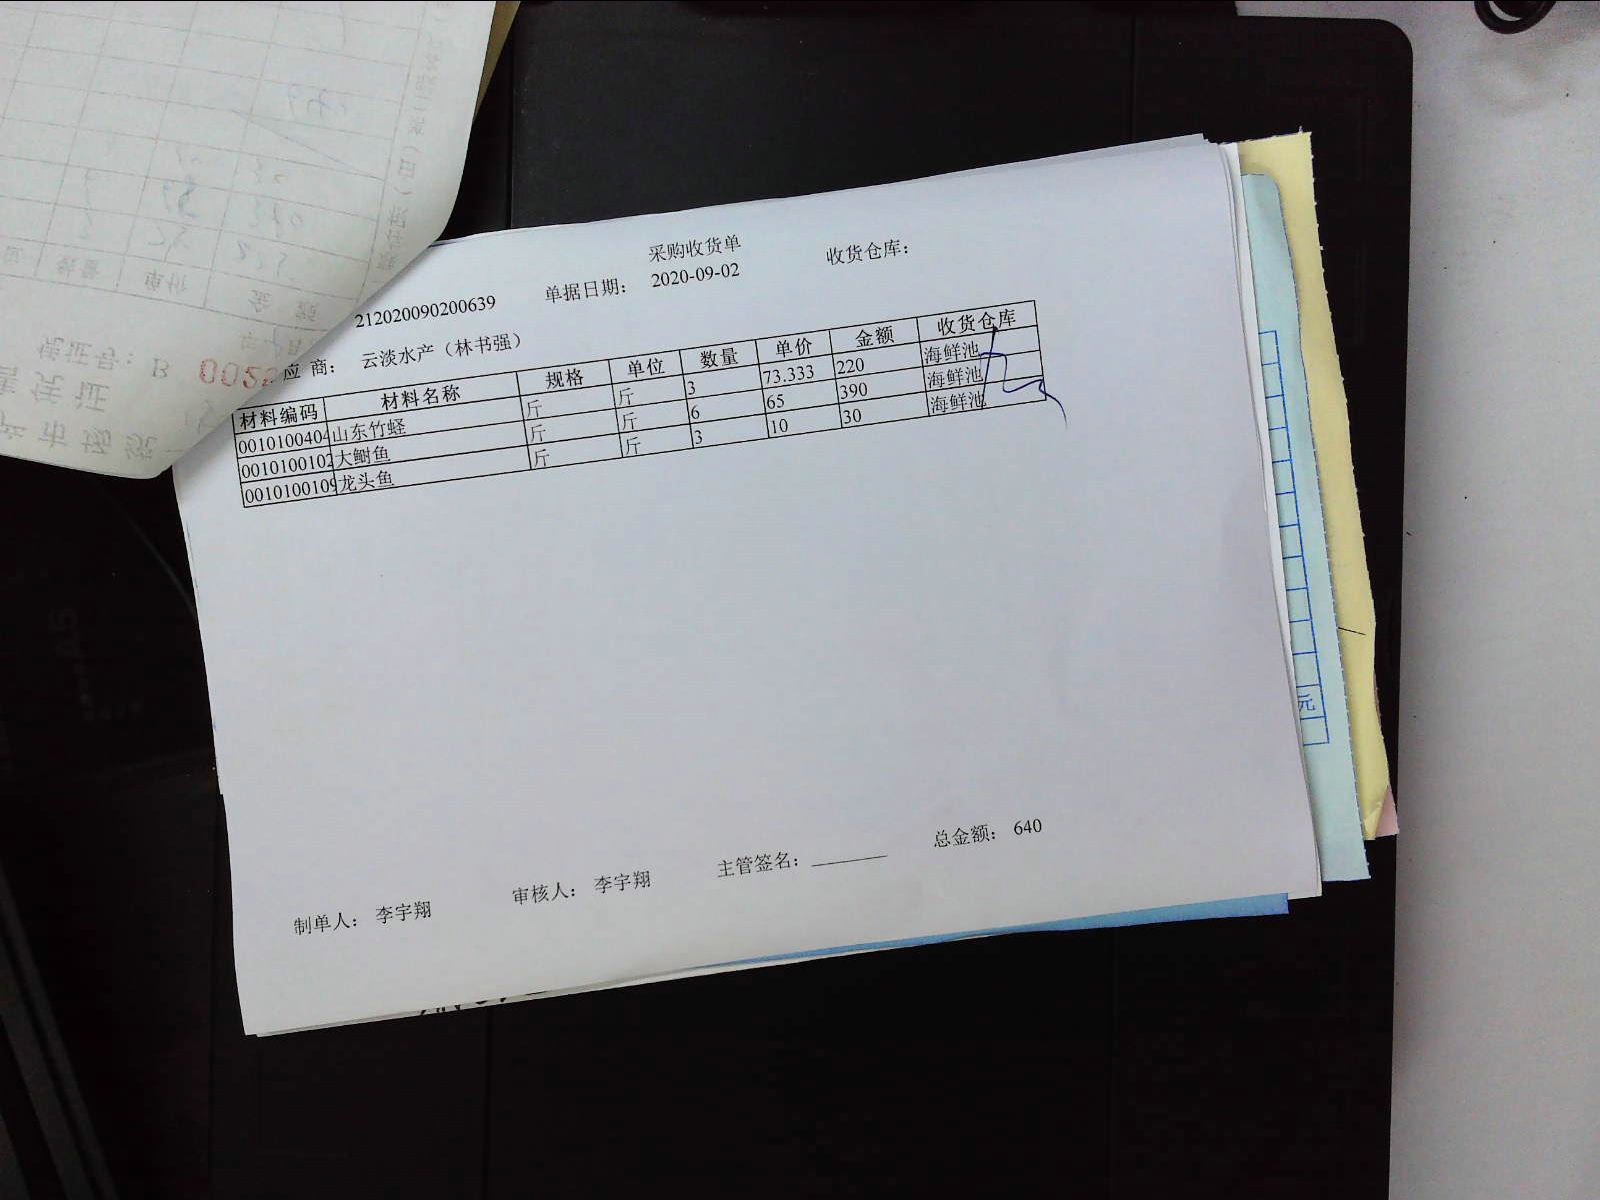 采购收货单
212020090200639 单据日期： 2020-09-02 收货仓库：
应商： 云淡水产（林书强）
材料编码 材料名称 规格 单位 数量 单价 金额 收货仓库
0010100404 山东竹蛏 斤 斤 3 73.333 220 海鲜池
0010100102 大鲥鱼 斤 斤 6 65 390 海鲜池
0010100109 龙头鱼 斤 斤 3 10 30 海鲜池
总金额： 640
制单人： 李宇翔 审核人： 李宇翔 主管签名：
元